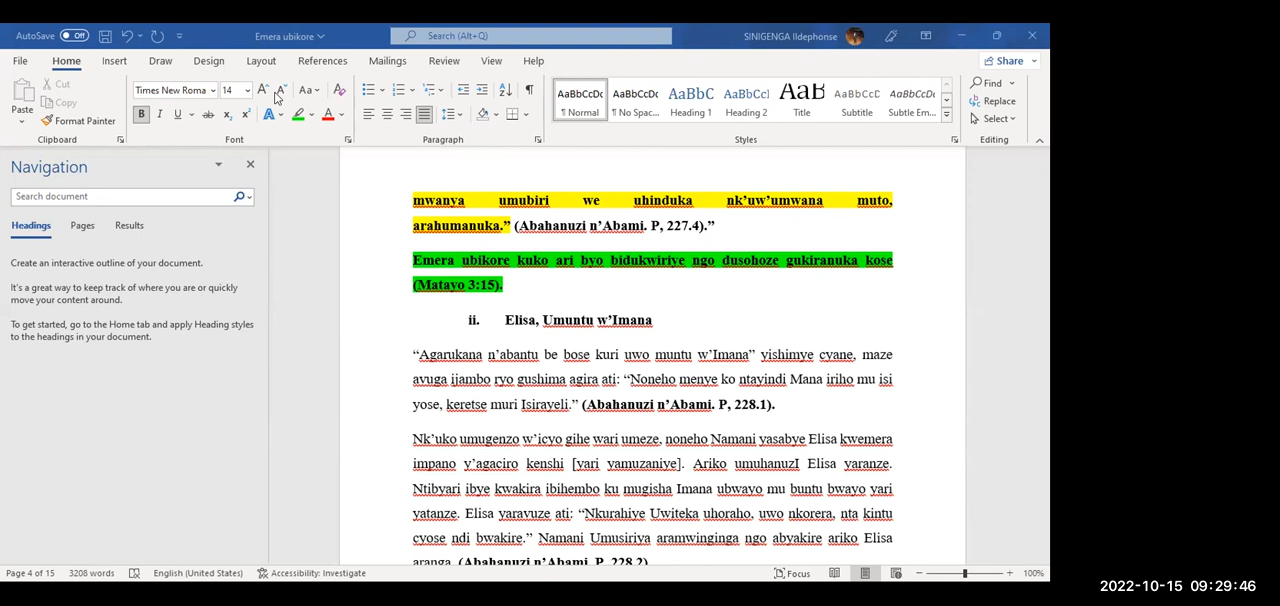 AutoSave Off Emera ubikore Search (Alt+Q) SINIGENGA Ildephonse
File Home Insert Draw Design Layout References Mailings Review View Help Share
Cut
Copy
Paste
Format Painter
Times New Roma 14
Aa
AaBbCcDc AaBbCcDc AaBbC AaBbCc AaB AaBbCcD AaBbCcDc
¶ Normal ¶ No Spac... Heading 1 Heading 2 Title Subtitle Subtle Em...
Find
Replace
Select
Clipboard Font Paragraph Styles Editing
Navigation
Search document
Headings Pages Results
Create an interactive outline of your document.
It's a great way to keep track of where you are or quickly
move your content around.
To get started, go to the Home tab and apply Heading styles
to the headings in your document.
mwanya umubiri we uhinduka nk’uw’umwana muto,
arahumanuka.” (Abahanuzi n’Abami. P, 227.4).”
Emera ubikore kuko ari byo bidukwiriye ngo dusohoze gukiranuka kose
(Matayo 3:15).
ii. Elisa, Umuntu w’Imana
“Agarukana n’abantu be bose kuri uwo muntu w’Imana” yishimye cyane, maze
avuga ijambo ryo gushima agira ati: “Noneho menye ko ntayindi Mana iriho mu isi
yose, keretse muri Isirayeli.” (Abahanuzi n’Abami. P, 228.1).
Nk’uko umugenzo w’icyo gihe wari umeze, noneho Namani yasabye Elisa kwemera
impano y’agaciro kenshi [yari yamuzaniye]. Ariko umuhanuzI Elisa yaranze.
Ntibyari ibye kwakira ibihembo ku mugisha Imana ubwayo mu buntu bwayo yari
yatanze. Elisa yaravuze ati: “Nkurahiye Uwiteka uhoraho, uwo nkorera, nta kintu
cyose ndi bwakire.” Namani Umusiriya aramwinginga ngo abyakire ariko Elisa
aranga. (Abahanuzi n’Abami. P, 228.2)
Page 4 of 15 3208 words English (United States) Accessibility: Investigate Focus 100%
2022-10-15 09:29:46